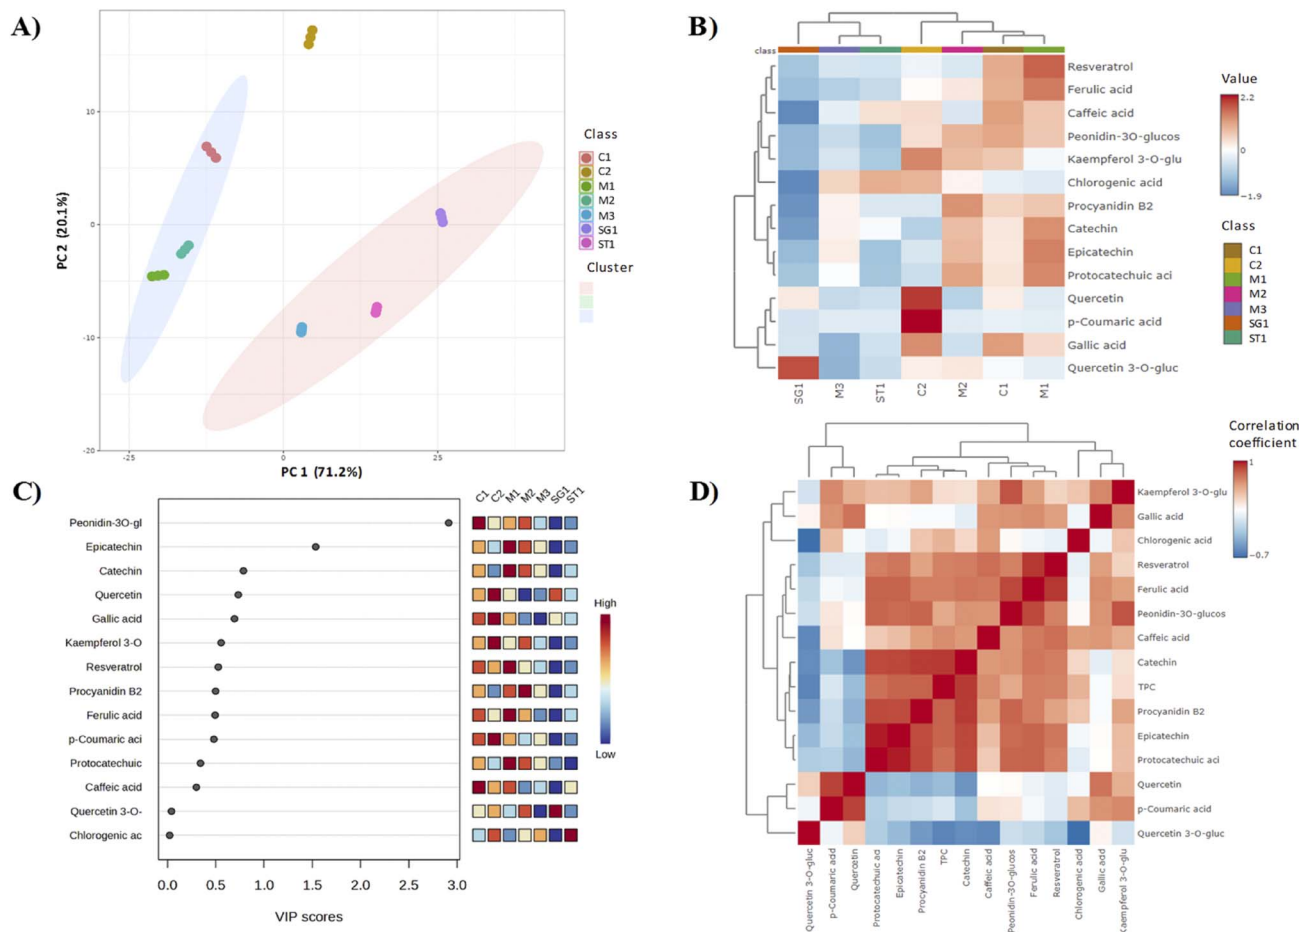 A)
10
0
-10
-20
-25
0
25
PC 2 (20.1%)
PC 1 (71.2%)
Class
C1
C2
M1
M2
M3
SG1
ST1
Cluster
B)
class
Resveratrol
Ferulic acid
Caffeic acid
Peonidin-3O-glucos
Kaempferol 3-O-glu
Chlorogenic acid
Procyanidin B2
Catechin
Epicatechin
Protocatechuic aci
Quercetin
p-Coumaric acid
Gallic acid
Quercetin 3-O-gluc
SG1
M3
ST1
C2
M2
C1
M1
Value
2.2
0
-1.9
Class
C1
C2
M1
M2
M3
SG1
ST1
C)
C1
C2
M1
M2
M3
SG1
ST1
Peonidin-3O-gl
Epicatechin
Catechin
Quercetin
Gallic acid
Kaempferol 3-O
Resveratrol
Procyanidin B2
Ferulic acid
p-Coumaric aci
Protocatechuic
Caffeic acid
Quercetin 3-O-
Chlorogenic ac
0.0 0.5 1.0 1.5 2.0 2.5 3.0
VIP scores
High
Low
D)
Correlation
coefficient
1
0
-0.7
Kaempferol 3-O-glu
Gallic acid
Chlorogenic acid
Resveratrol
Ferulic acid
Peonidin-3O-glucos
Caffeic acid
Catechin
TPC
Procyanidin B2
Epicatechin
Protocatechuic aci
Quercetin
p-Coumaric acid
Quercetin 3-O-gluc
Quercetin 3-O-gluc
p-Coumaric acid
Quercetin
Protocatechuic aci
Epicatechin
Procyanidin B2
TPC
Catechin
Caffeic acid
Peonidin-3O-glucos
Ferulic acid
Resveratrol
Chlorogenic acid
Gallic acid
Kaempferol 3-O-glu